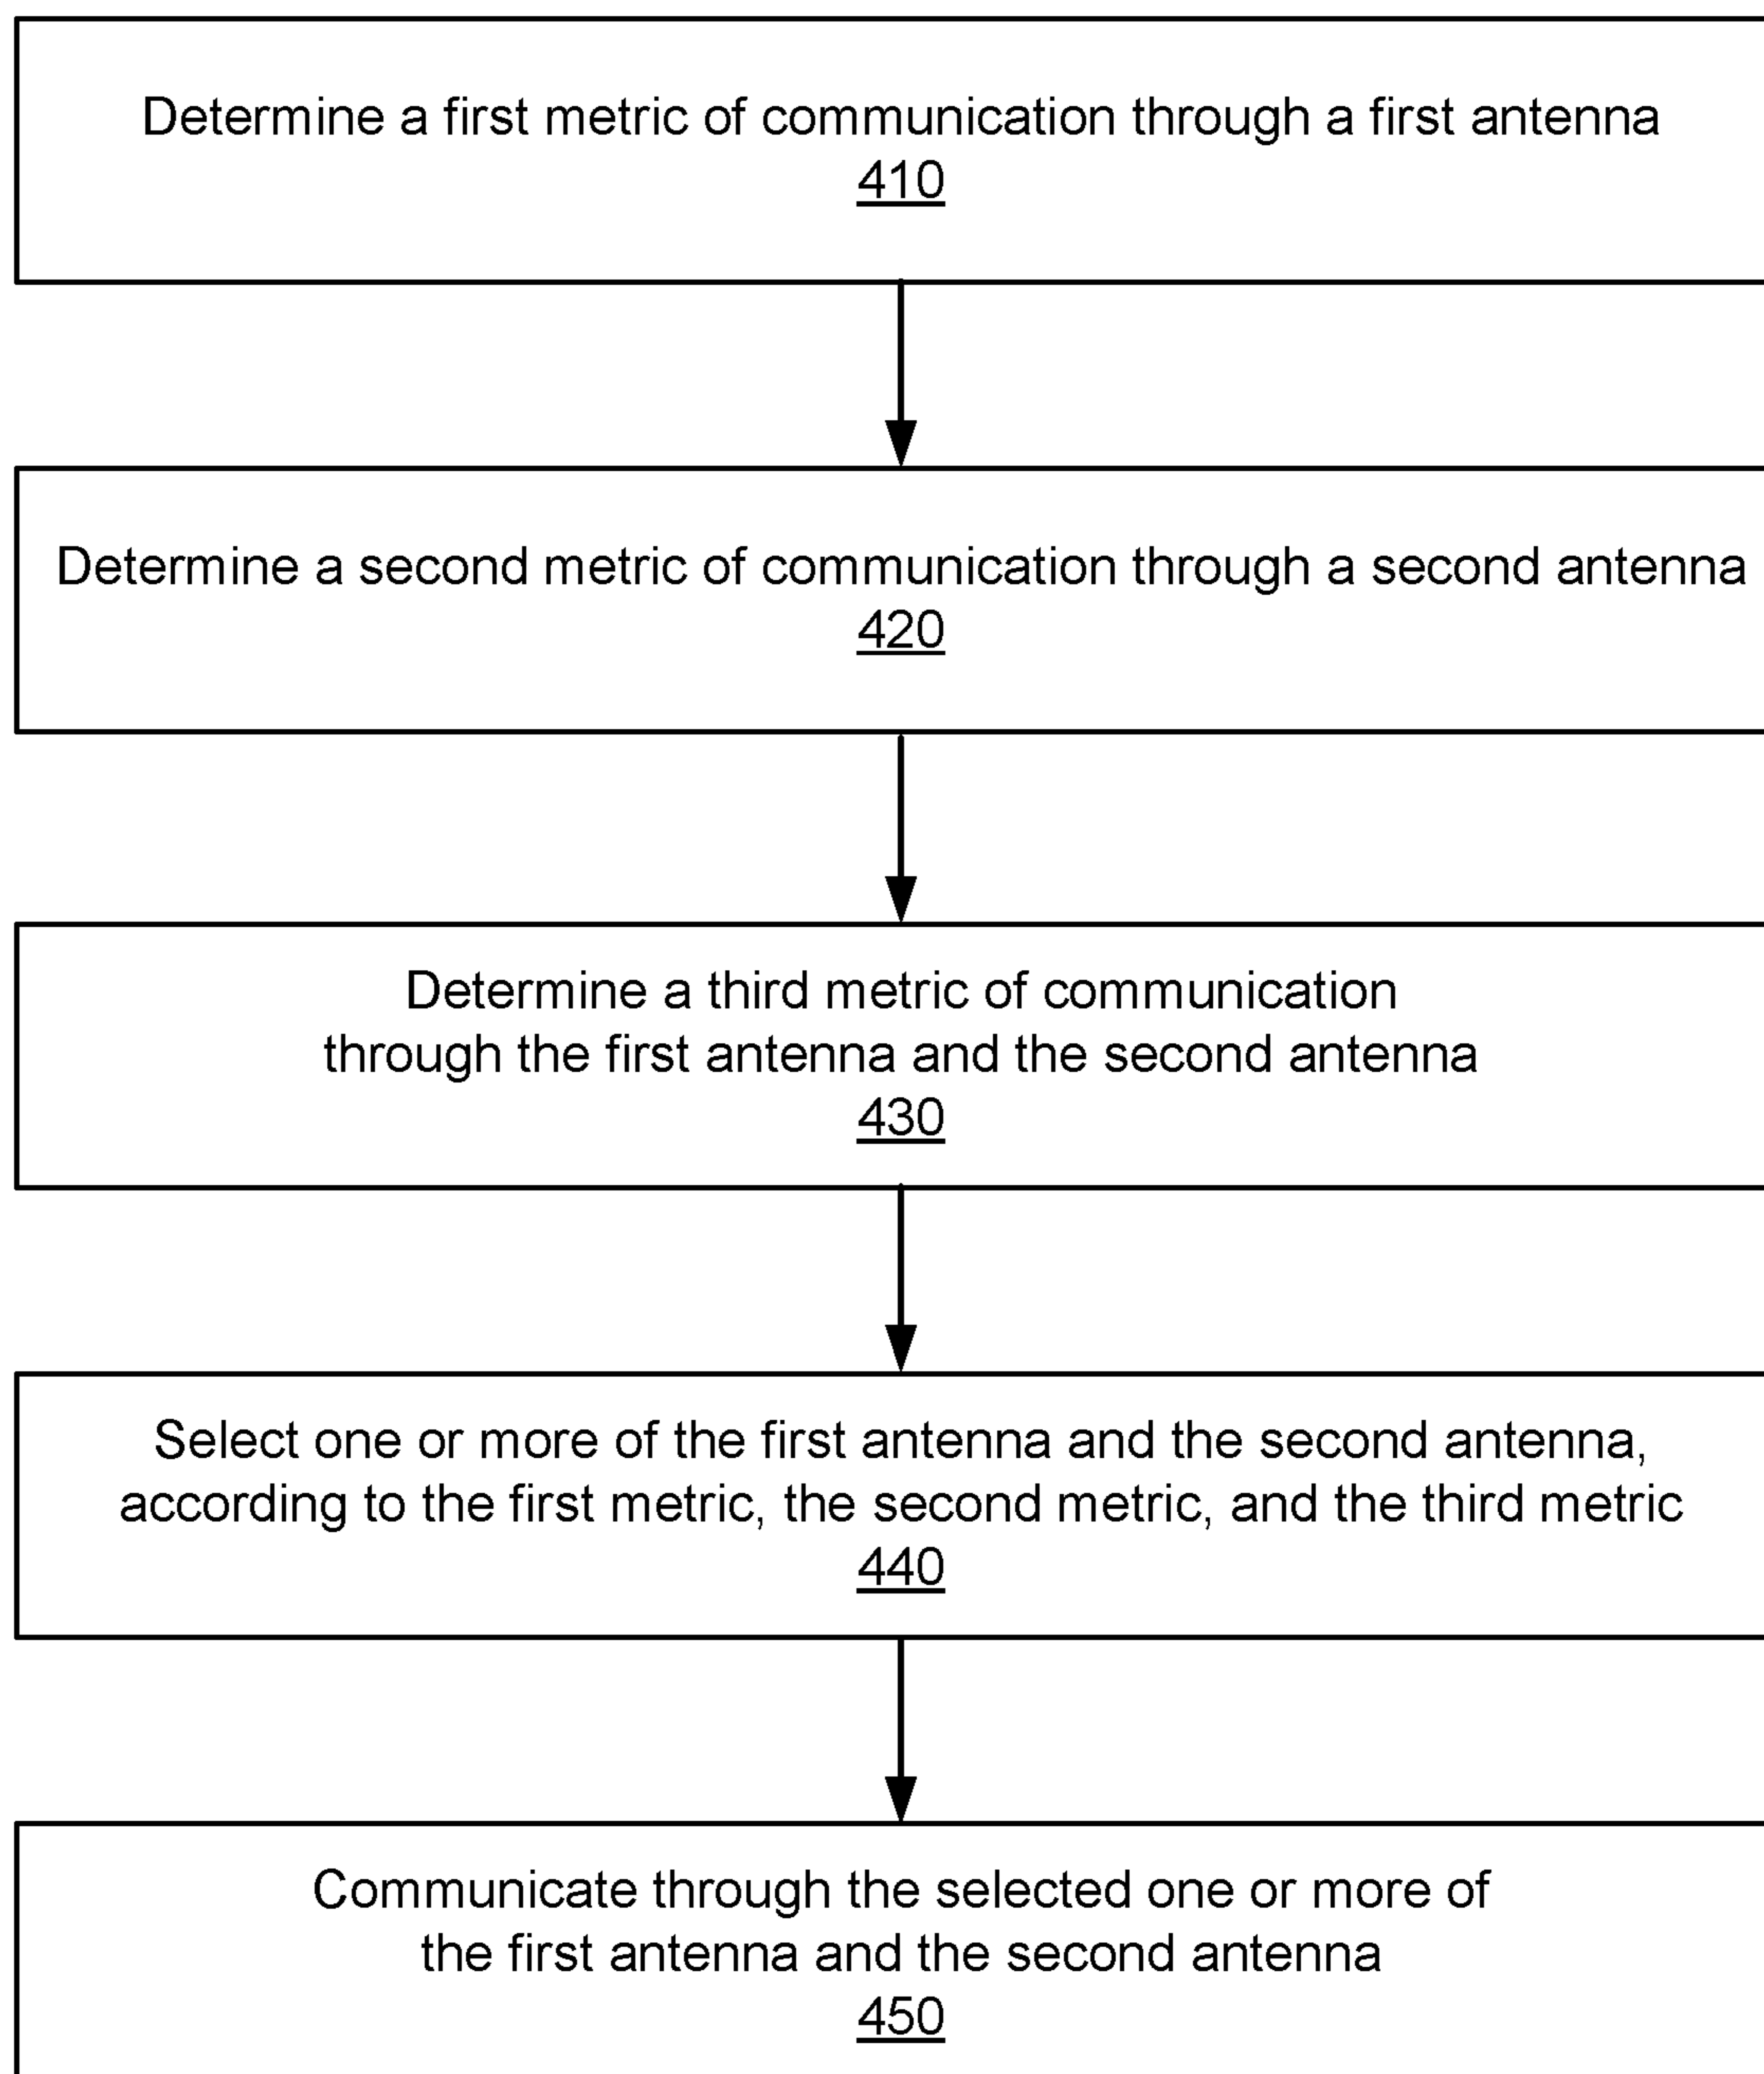 Determine a first metric of communication through a first antenna
410
Determine a second metric of communication through a second antenna
420
Determine a third metric of communication
through the first antenna and the second antenna
430
Select one or more of the first antenna and the second antenna,
according to the first metric, the second metric, and the third metric
440
Communicate through the selected one or more of
the first antenna and the second antenna
450